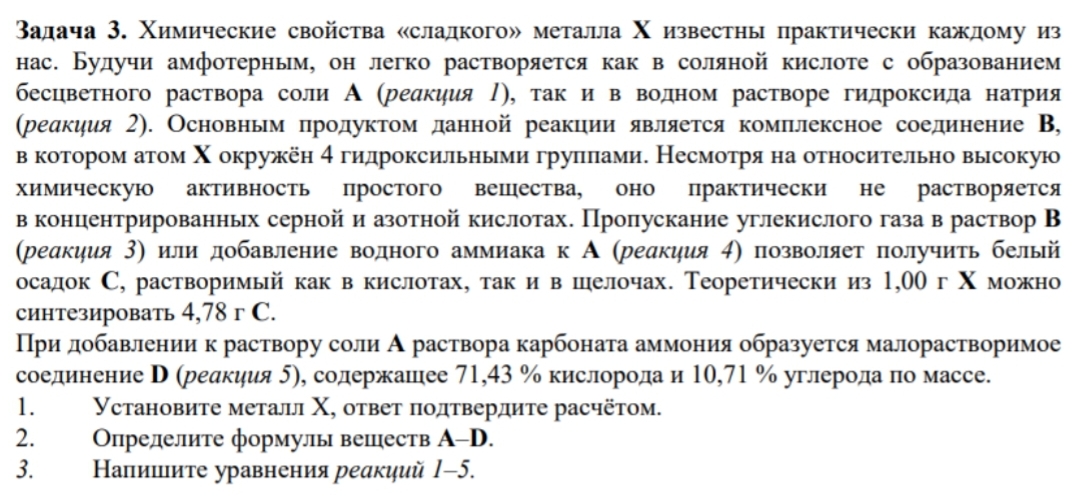 Задача 3. Химические свойства «сладкого» металла X известны практически каждому из
нас. Будучи амфотерным, он легко растворяется как в соляной кислоте с образованием
бесцветного раствора соли A (реакция 1), так и в водном растворе гидроксида натрия
(реакция 2). Основным продуктом данной реакции является комплексное соединение B,
в котором атом X окружён 4 гидроксильными группами. Несмотря на относительно высокую
химическую активность простого вещества, оно практически не растворяется
в концентрированных серной и азотной кислотах. Пропускание углекислого газа в раствор B
(реакция 3) или добавление водного аммиака к A (реакция 4) позволяет получить белый
осадок C, растворимый как в кислотах, так и в щелочах. Теоретически из 1,00 г X можно
синтезировать 4,78 г C.
При добавлении к раствору соли A раствора карбоната аммония образуется малорастворимое
соединение D (реакция 5), содержащее 71,43 % кислорода и 10,71 % углерода по массе.
1. Установите металл X, ответ подтвердите расчётом.
2. Определите формулы веществ A–D.
3. Напишите уравнения реакций 1–5.